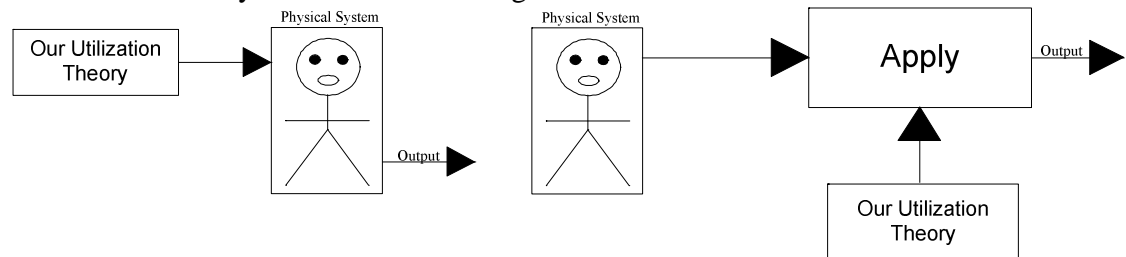 Physical System
Our Utilization
Theory
Output
Physical System
Apply
Output
Our Utilization
Theory